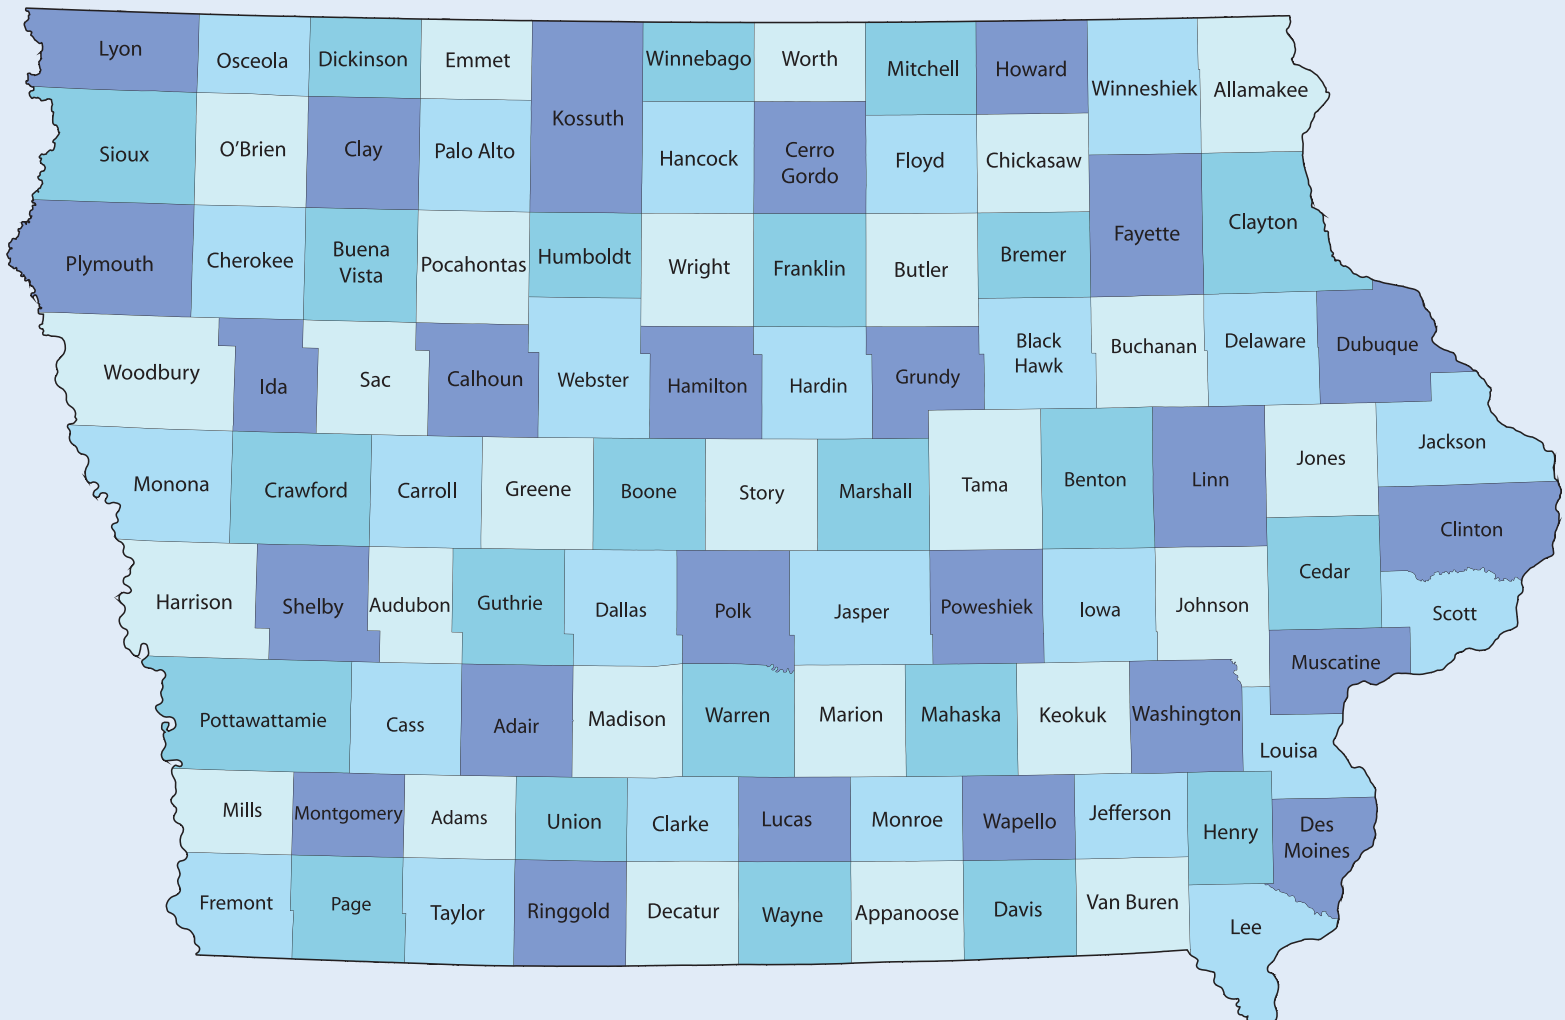 Lyon
Osceola
Dickinson
Emmet
Kossuth
Winnebago
Worth
Mitchell
Howard
Winneshiek
Allamakee
Sioux
O’Brien
Clay
Palo Alto
Hancock
Cerro
Gordo
Floyd
Chickasaw
Plymouth
Cherokee
Buena
Vista
Pocahontas
Humboldt
Wright
Franklin
Butler
Bremer
Fayette
Clayton
Woodbury
Ida
Sac
Calhoun
Webster
Hamilton
Hardin
Grundy
Black
Hawk
Buchanan
Delaware
Dubuque
Monona
Crawford
Carroll
Greene
Boone
Story
Marshall
Tama
Benton
Linn
Jones
Jackson
Clinton
Harrison
Shelby
Audubon
Guthrie
Dallas
Polk
Jasper
Poweshiek
Iowa
Johnson
Cedar
Scott
Muscatine
Pottawattamie
Cass
Adair
Madison
Warren
Marion
Mahaska
Keokuk
Washington
Louisa
Mills
Montgomery
Adams
Union
Clarke
Lucas
Monroe
Wapello
Jefferson
Henry
Des
Moines
Fremont
Page
Taylor
Ringgold
Decatur
Wayne
Appanoose
Davis
Van Buren
Lee